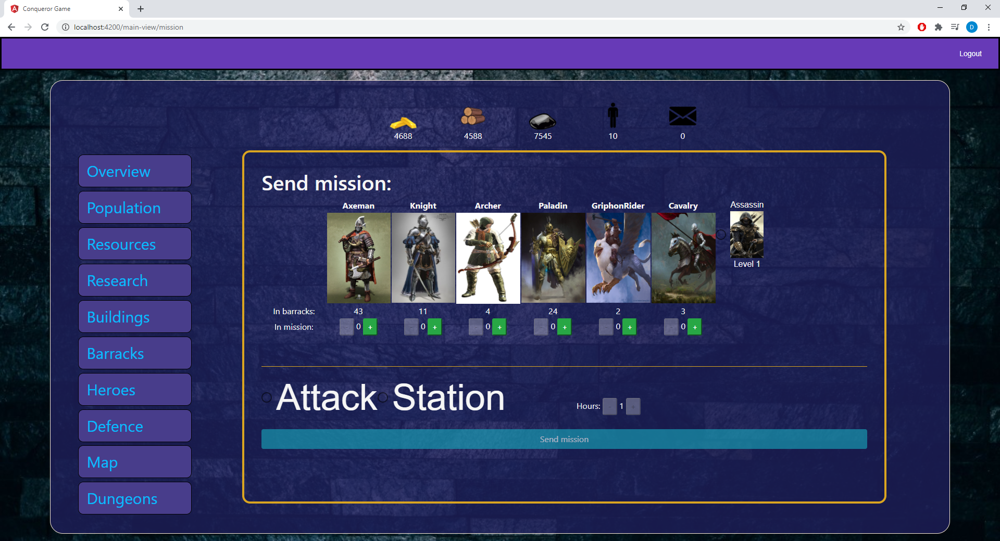 Conqueror Game
localhost:4200/main-view/mission
D
Logout
4688 4588 7545 10 0
Overview
Population
Resources
Research
Buildings
Barracks
Heroes
Defence
Map
Dungeons
Send mission:
Axeman Knight Archer Paladin GriphonRider Cavalry Assassin
Level 1
In barracks: 43 11 4 24 2 3
In mission: - 0 + - 0 + - 0 + - 0 + - 0 + - 0 +
Attack Station Hours: - 1 +
Send mission